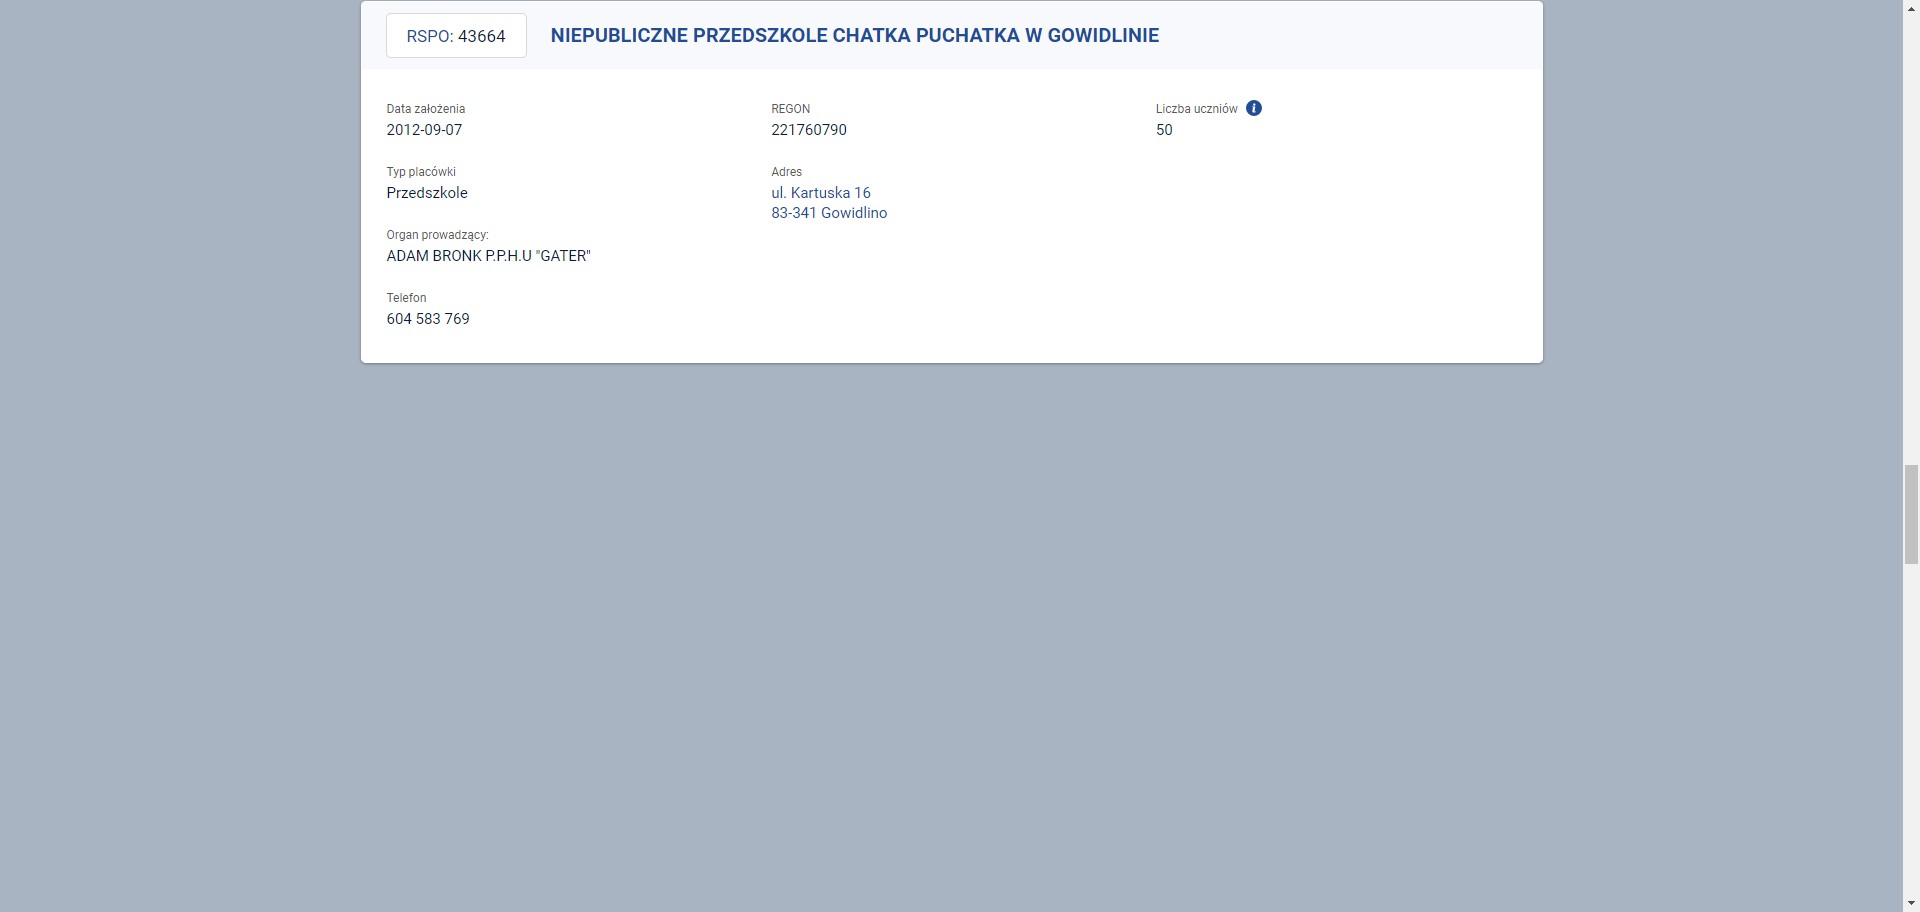 RSPO: 43664
NIEPUBLICZNE PRZEDSZKOLE CHATKA PUCHATKA W GOWIDLINIE
Data założenia
2012-09-07
REGON
221760790
Liczba uczniów
50
Typ placówki
Przedszkole
Adres
ul. Kartuska 16
83-341 Gowidlino
Organ prowadzący:
ADAM BRONK P.P.H.U "GATER"
Telefon
604 583 769